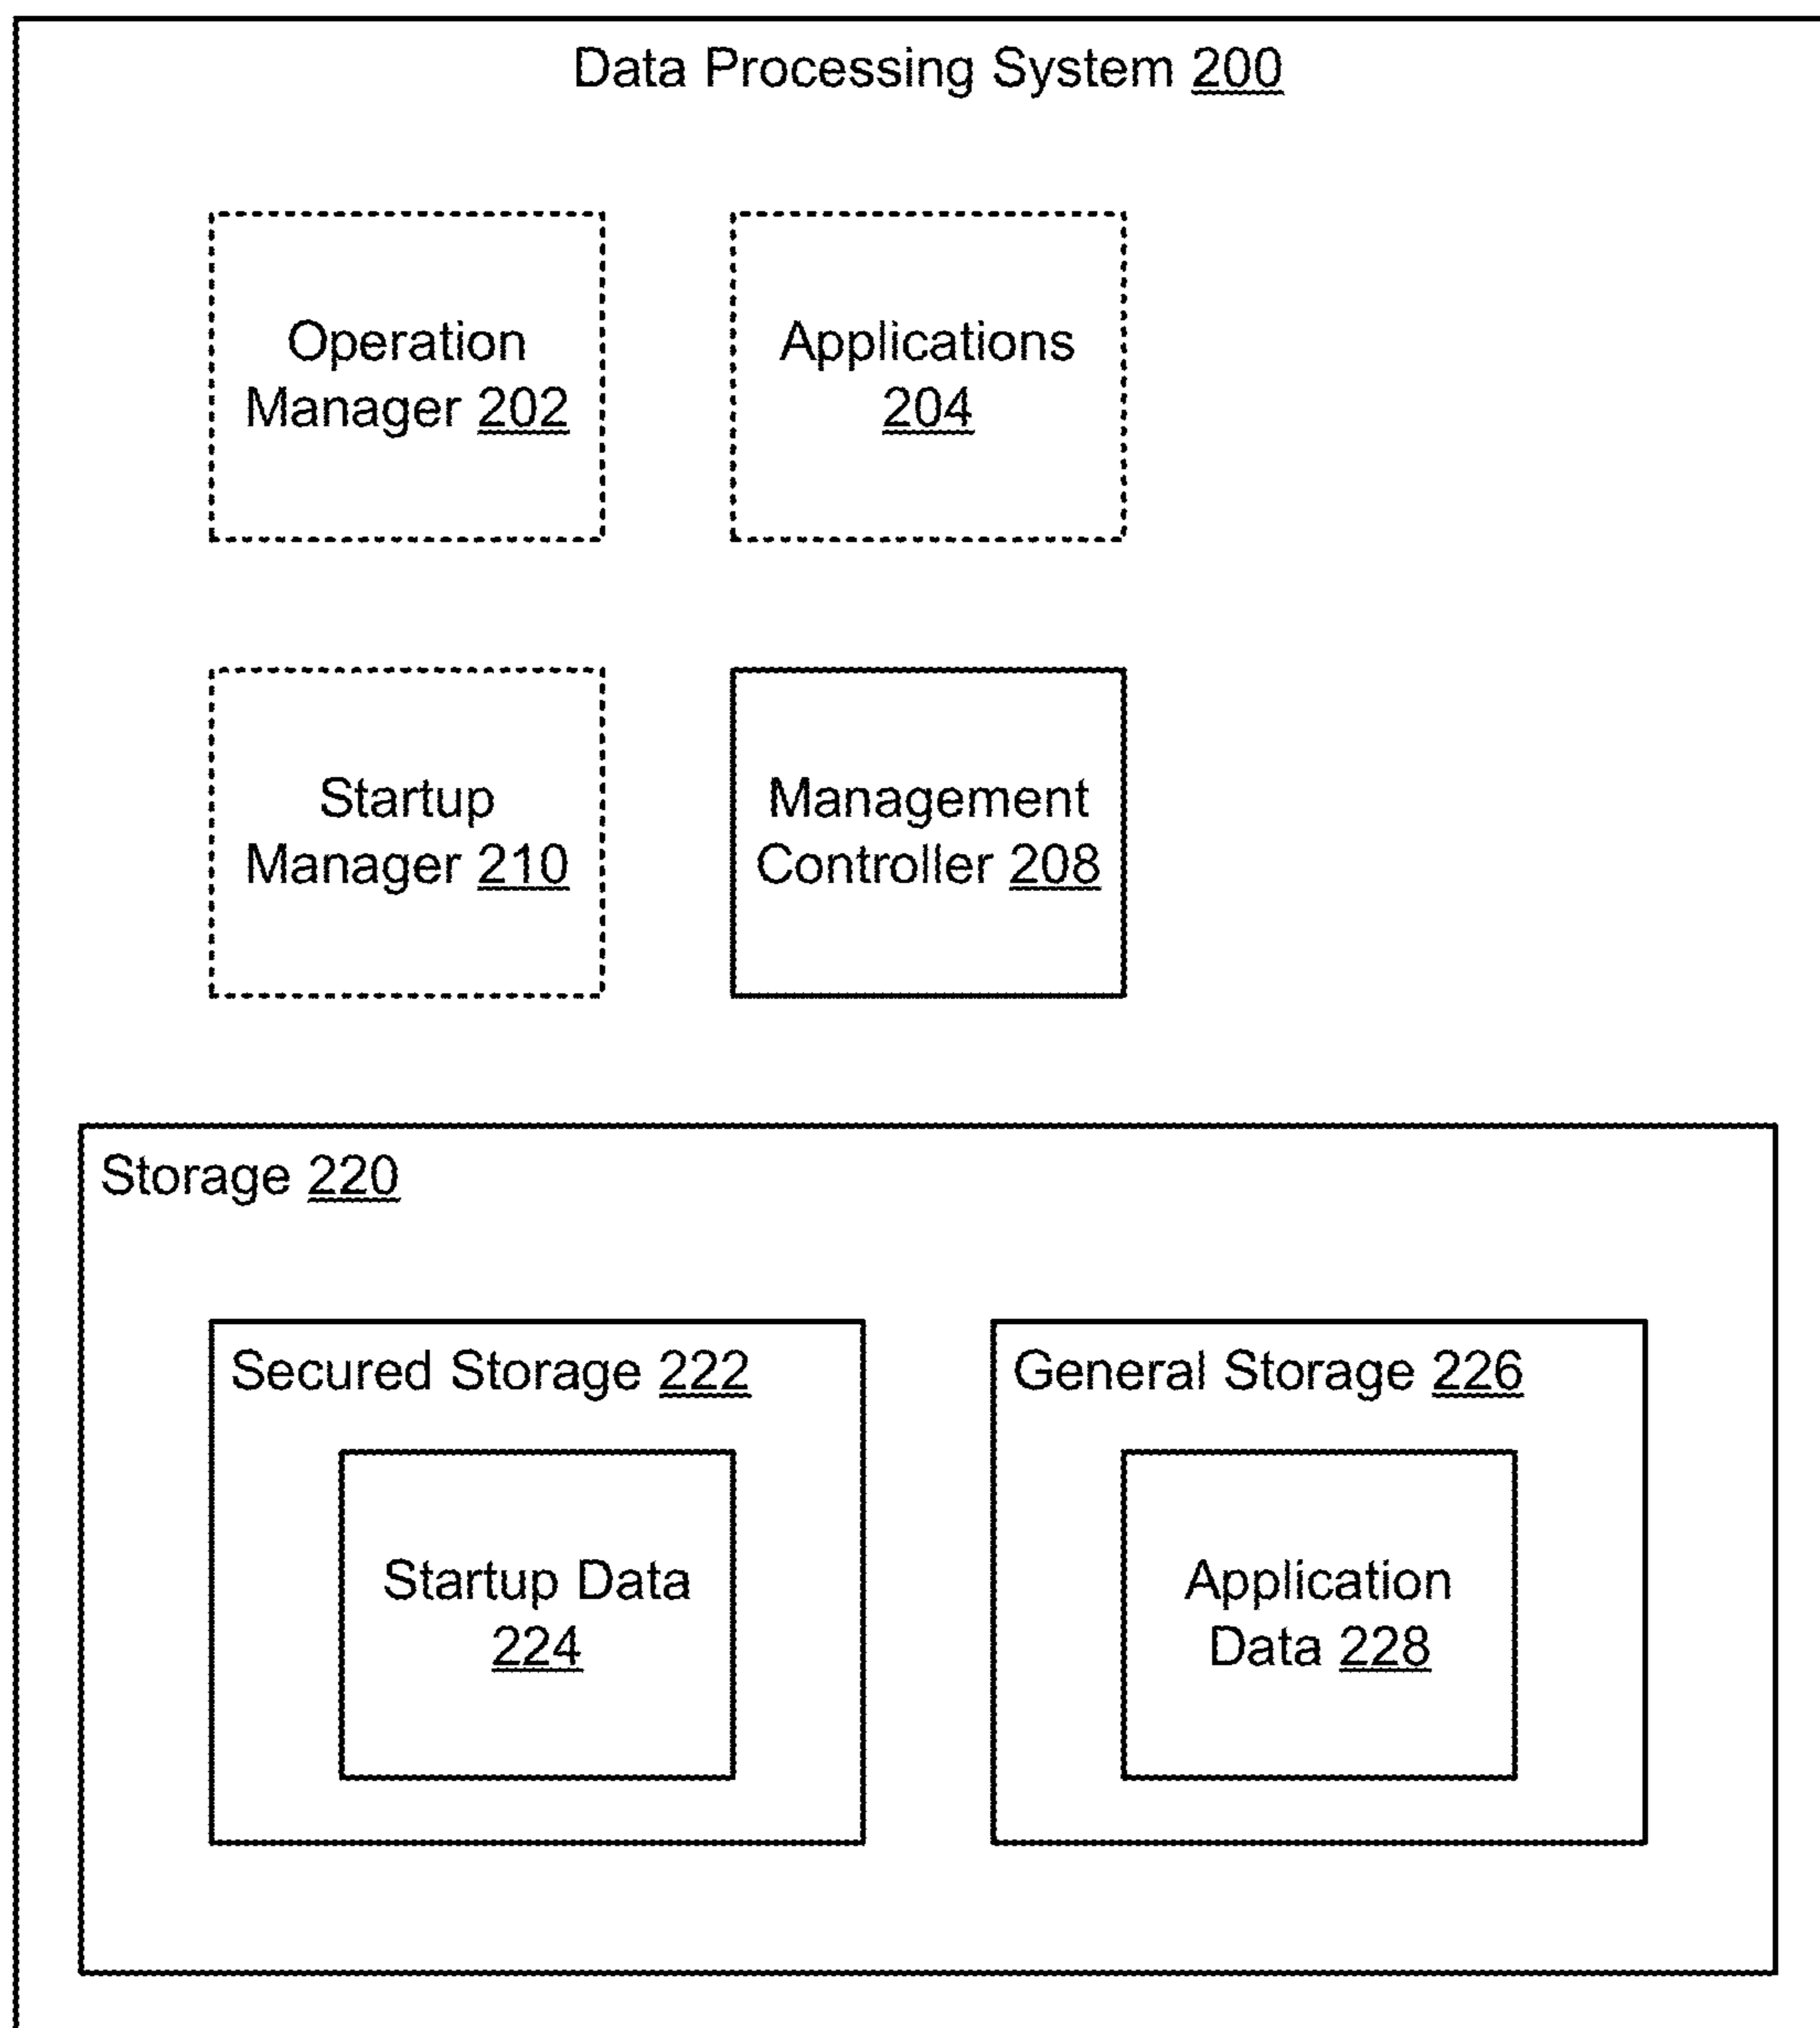 Data Processing System 200
Operation
Manager 202
Applications
204
Startup
Manager 210
Management
Controller 208
Storage 220
Secured Storage 222
Startup Data
224
General Storage 226
Application
Data 228